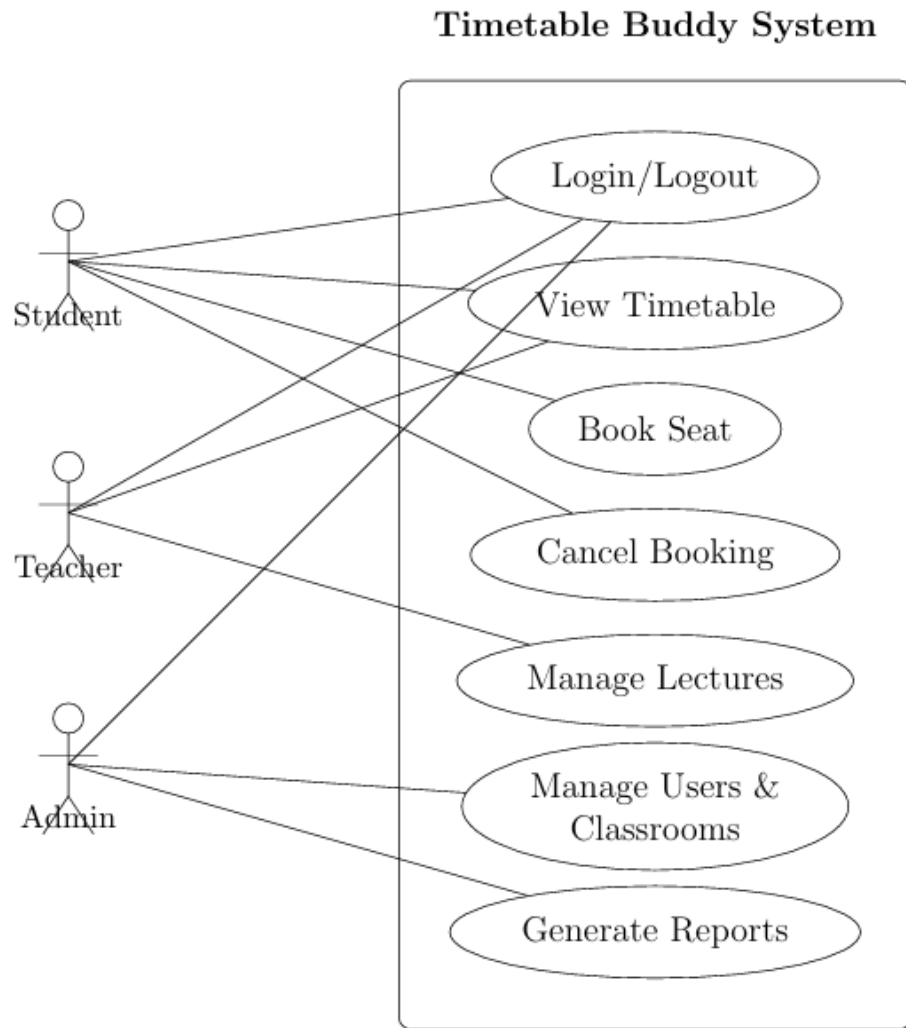 Timetable Buddy System
Login/Logout
Student
View Timetable
Book Seat
Teacher
Cancel Booking
Manage Lectures
Admin
Manage Users &
Classrooms
Generate Reports